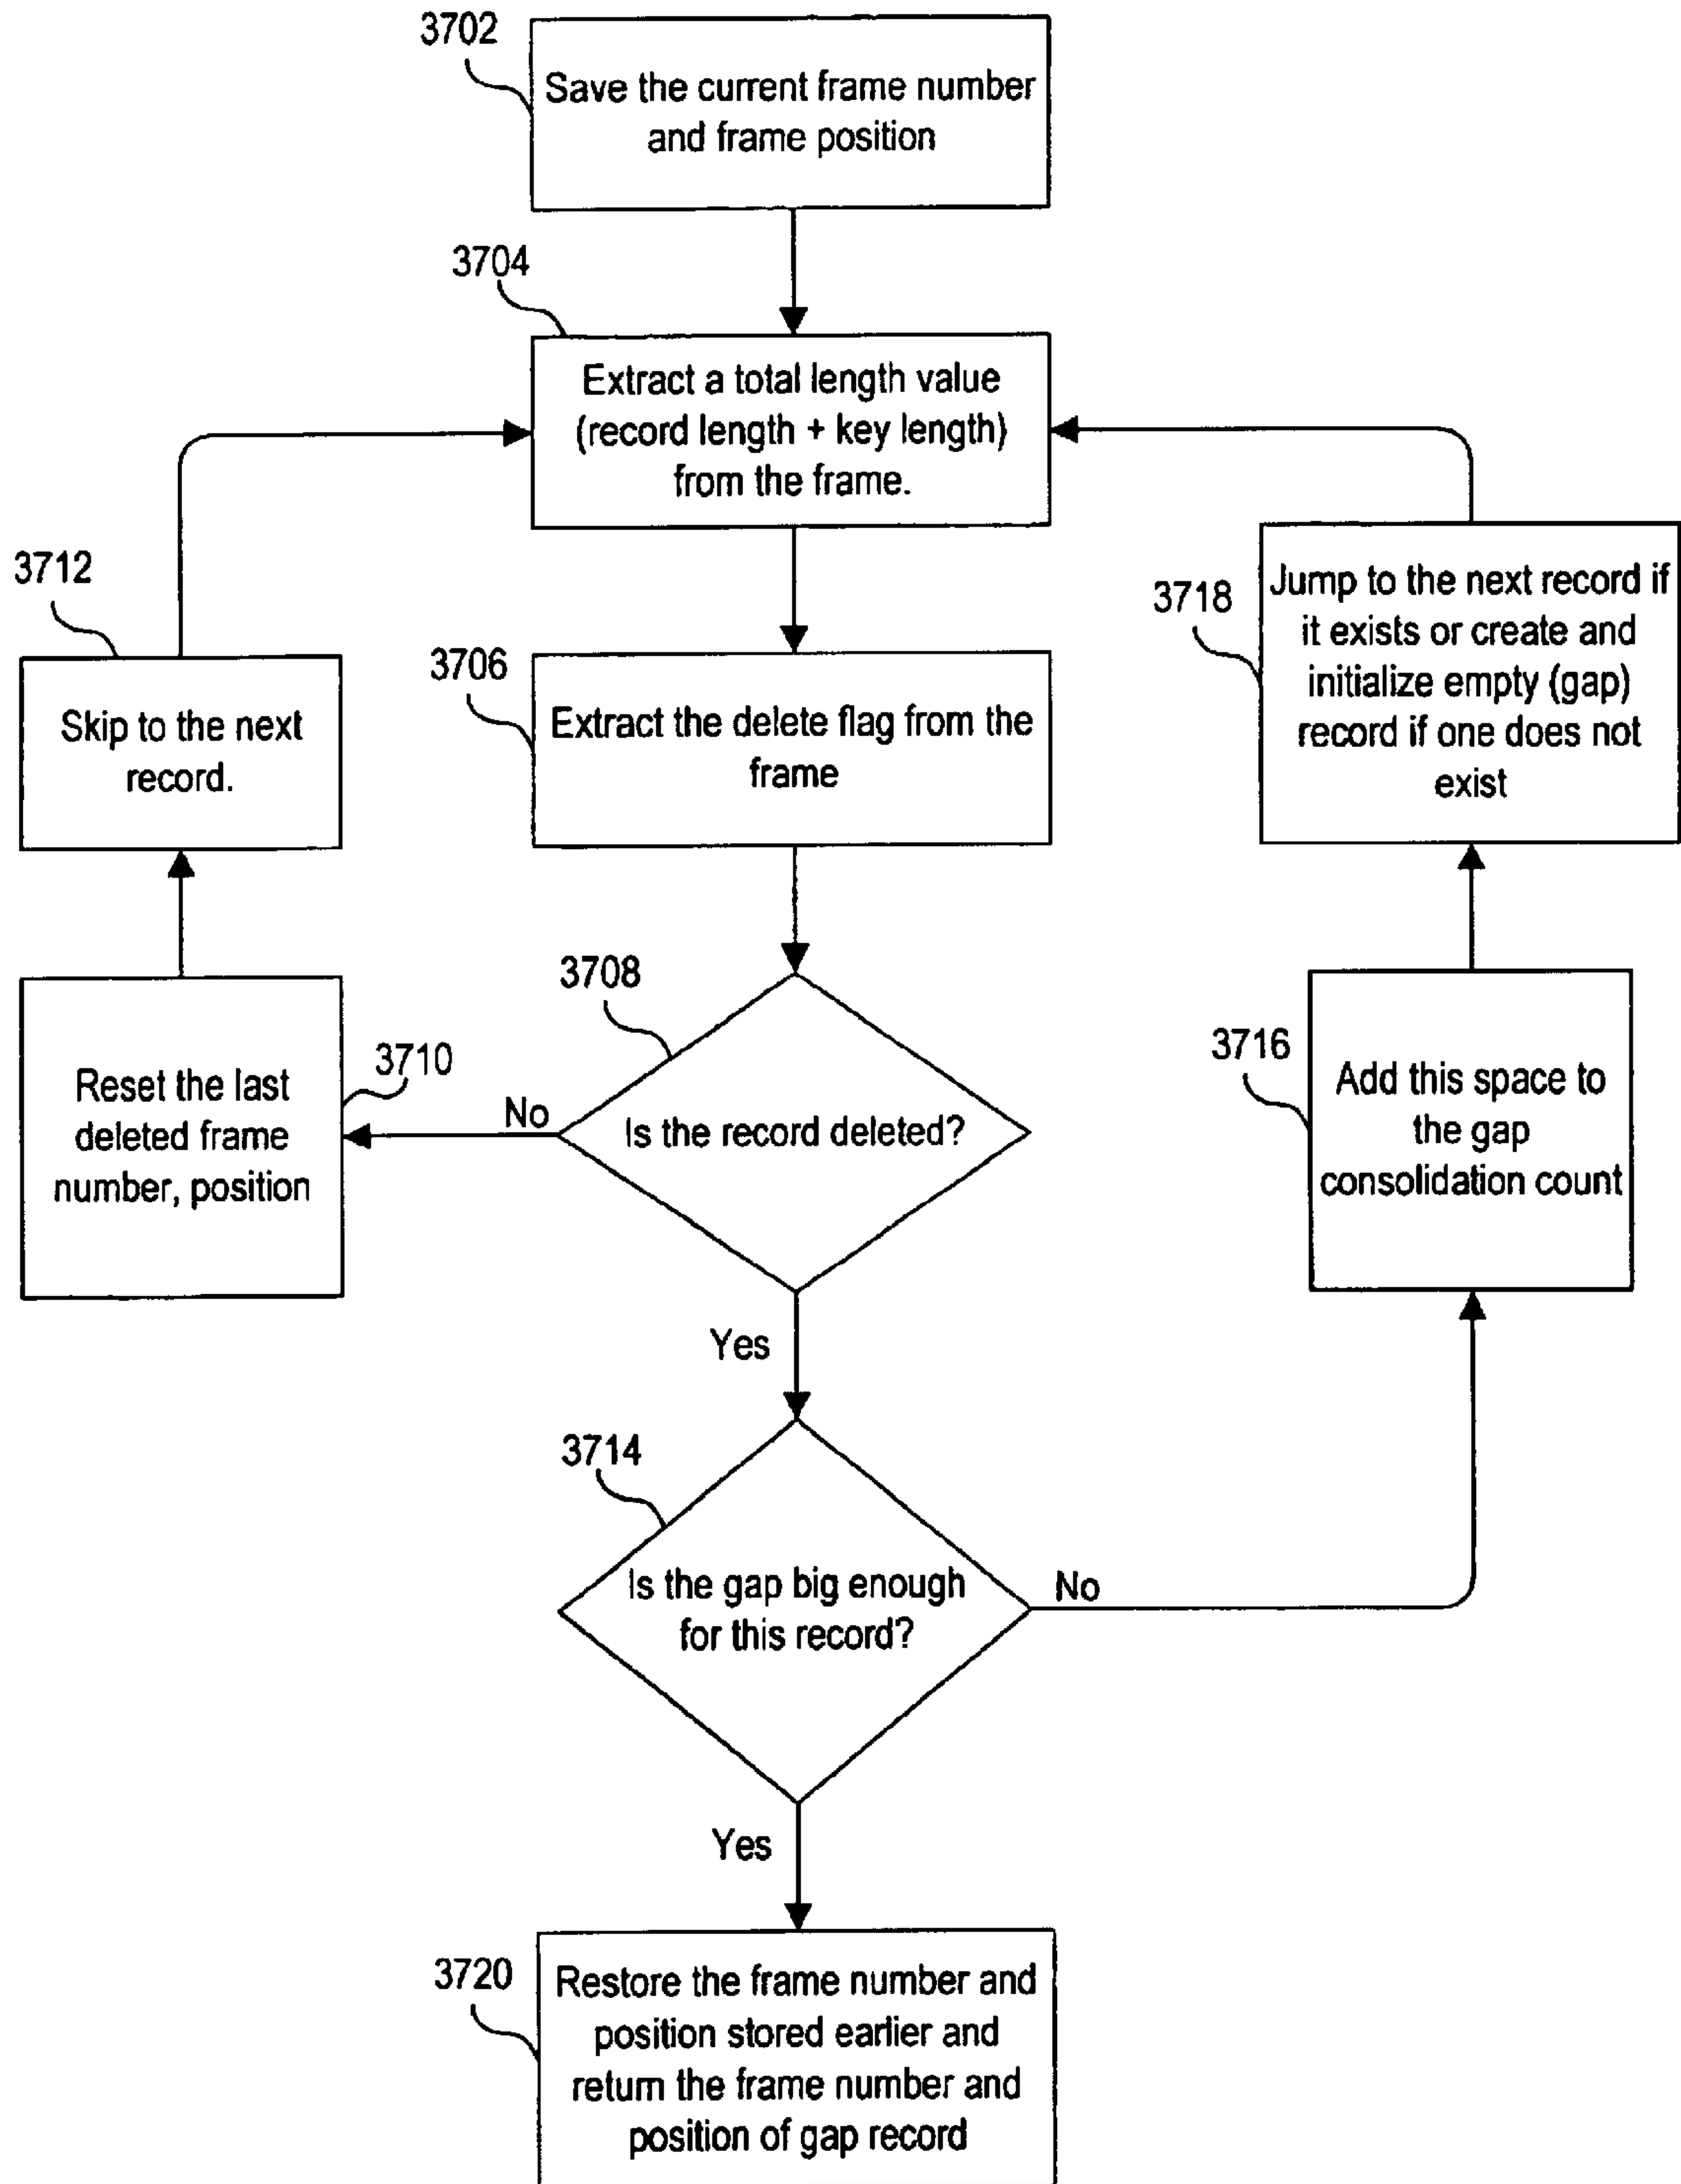 3702
Save the current frame number
and frame position
3704
Extract a total length value
(record length + key length)
from the frame.
3712
Skip to the next
record.
3706
Extract the delete flag from the
frame
3718
Jump to the next record if
it exists or create and
initialize empty (gap)
record if one does not
exist
3708
Is the record deleted?
No
3710
Reset the last
deleted frame
number, position
3716
Add this space to
the gap
consolidation count
Yes
3714
Is the gap big enough
for this record?
No
Yes
3720
Restore the frame number and
position stored earlier and
return the frame number and
position of gap record